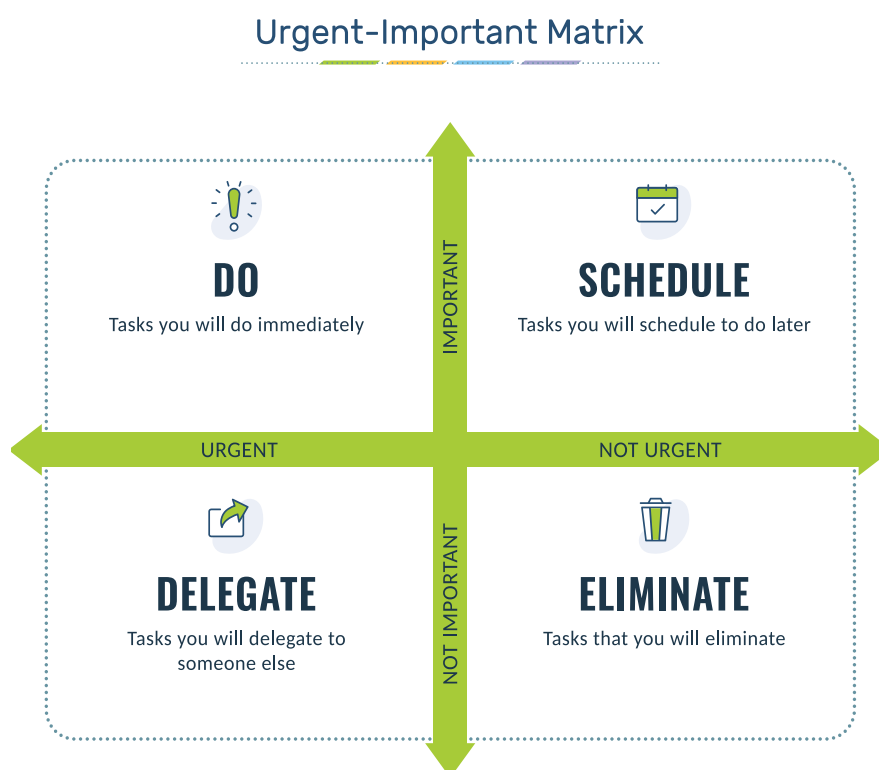 Urgent-Important Matrix
DO
Tasks you will do immediately
IMPORTANT
SCHEDULE
Tasks you will schedule to do later
URGENT
NOT URGENT
DELEGATE
Tasks you will delegate to
someone else
NOT IMPORTANT
ELIMINATE
Tasks that you will eliminate